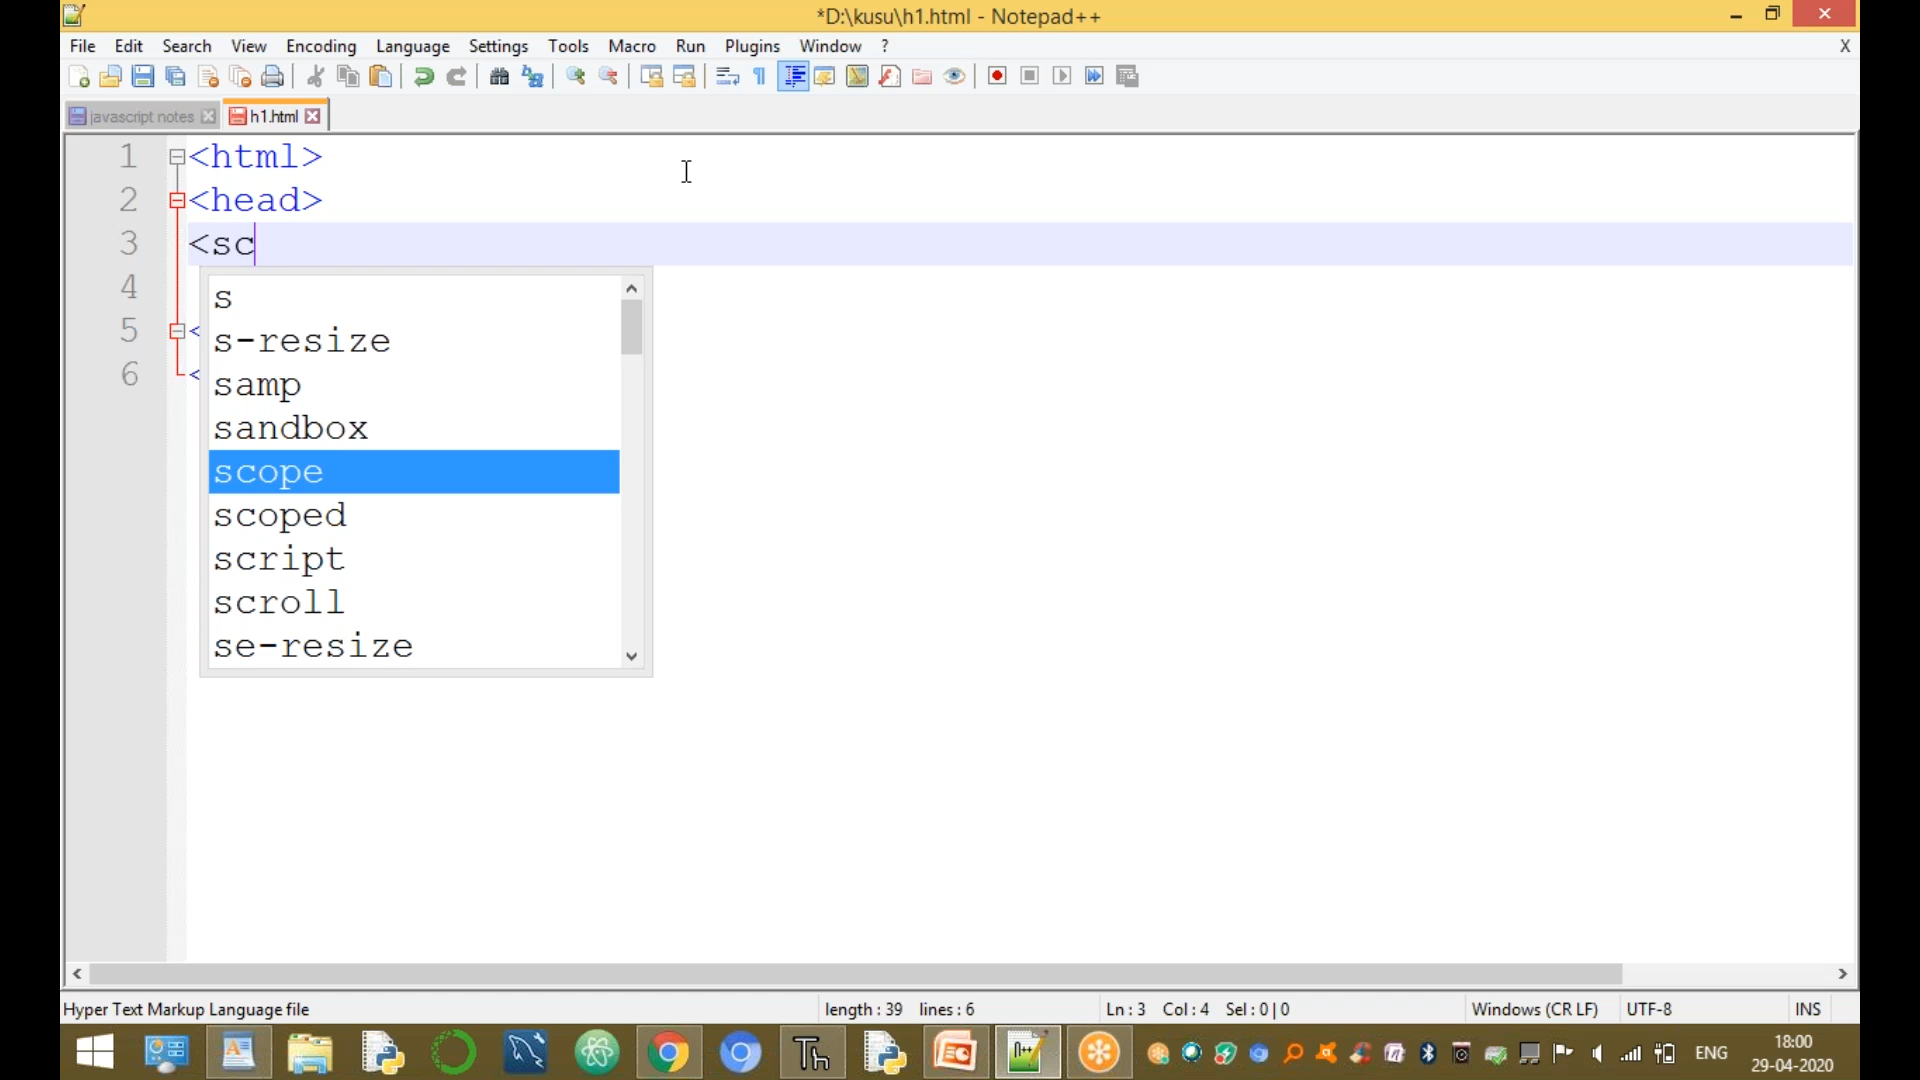 *D:\kusu\h1.html - Notepad++
File Edit Search View Encoding Language Settings Tools Macro Run Plugins Window ? X
javascript notes h1.html
1 <html>
2 <head>
3 <sc
4
5 <
6 <
s
s-resize
samp
sandbox
scope
scoped
script
scroll
se-resize
Hyper Text Markup Language file length : 39 lines : 6 Ln : 3 Col : 4 Sel : 0 | 0 Windows (CR LF) UTF-8 INS
Th n++ ENG 18:00
29-04-2020